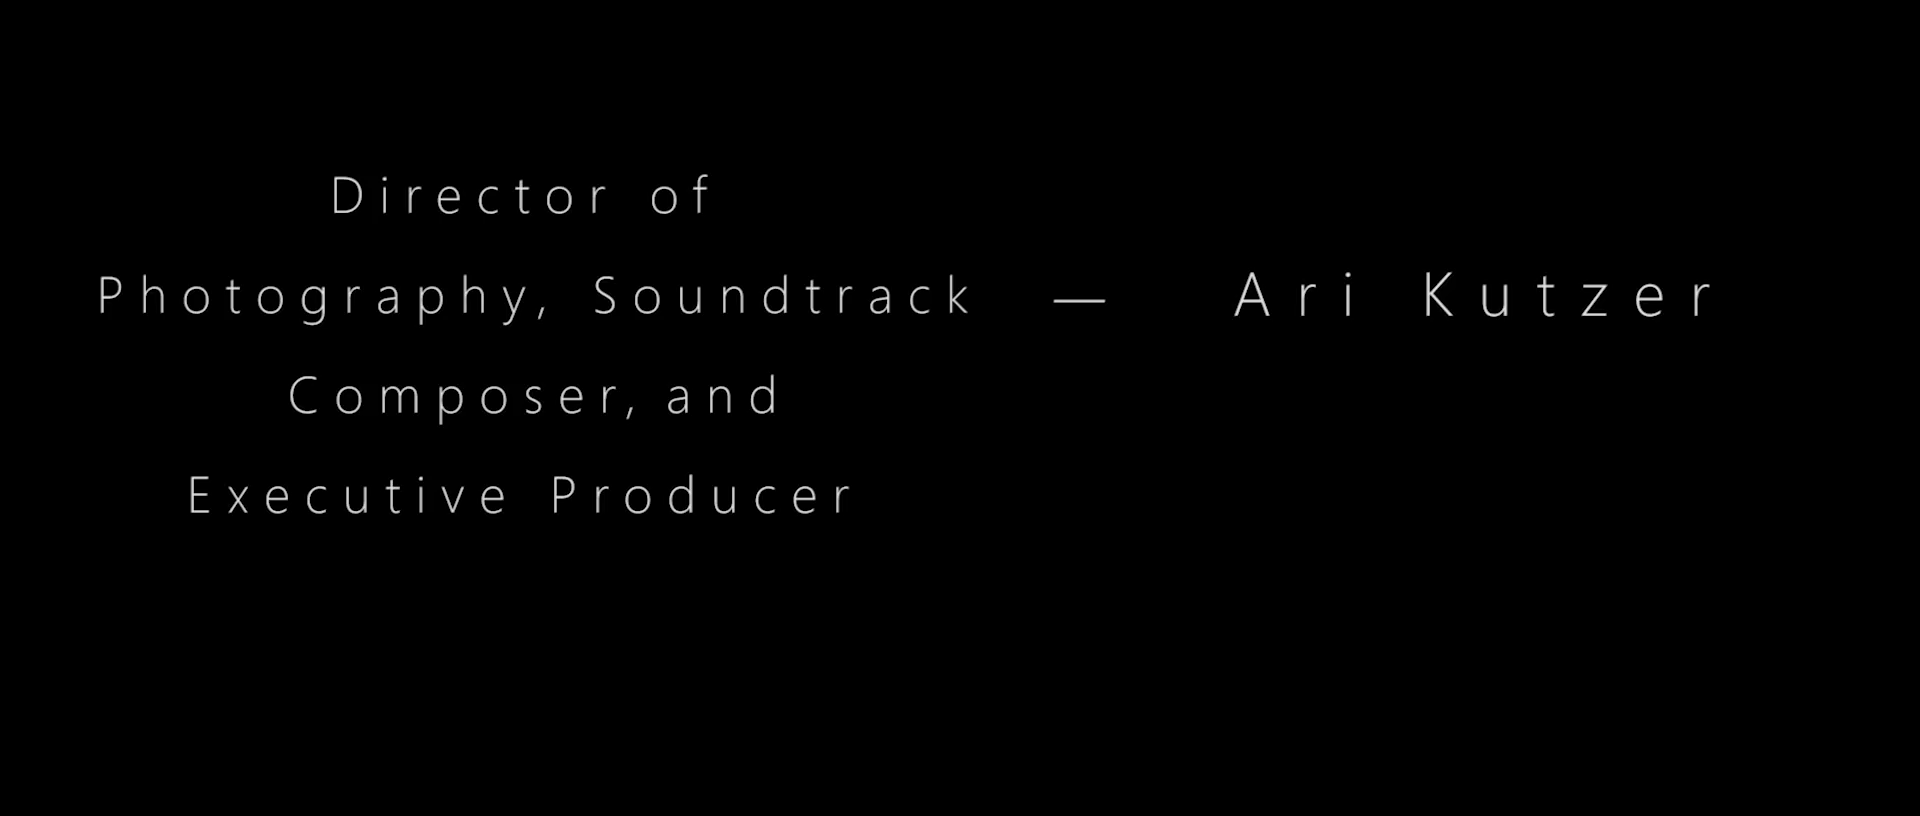 Director of
Photography, Soundtrack — Ari Kutzer
Composer, and
Executive Producer